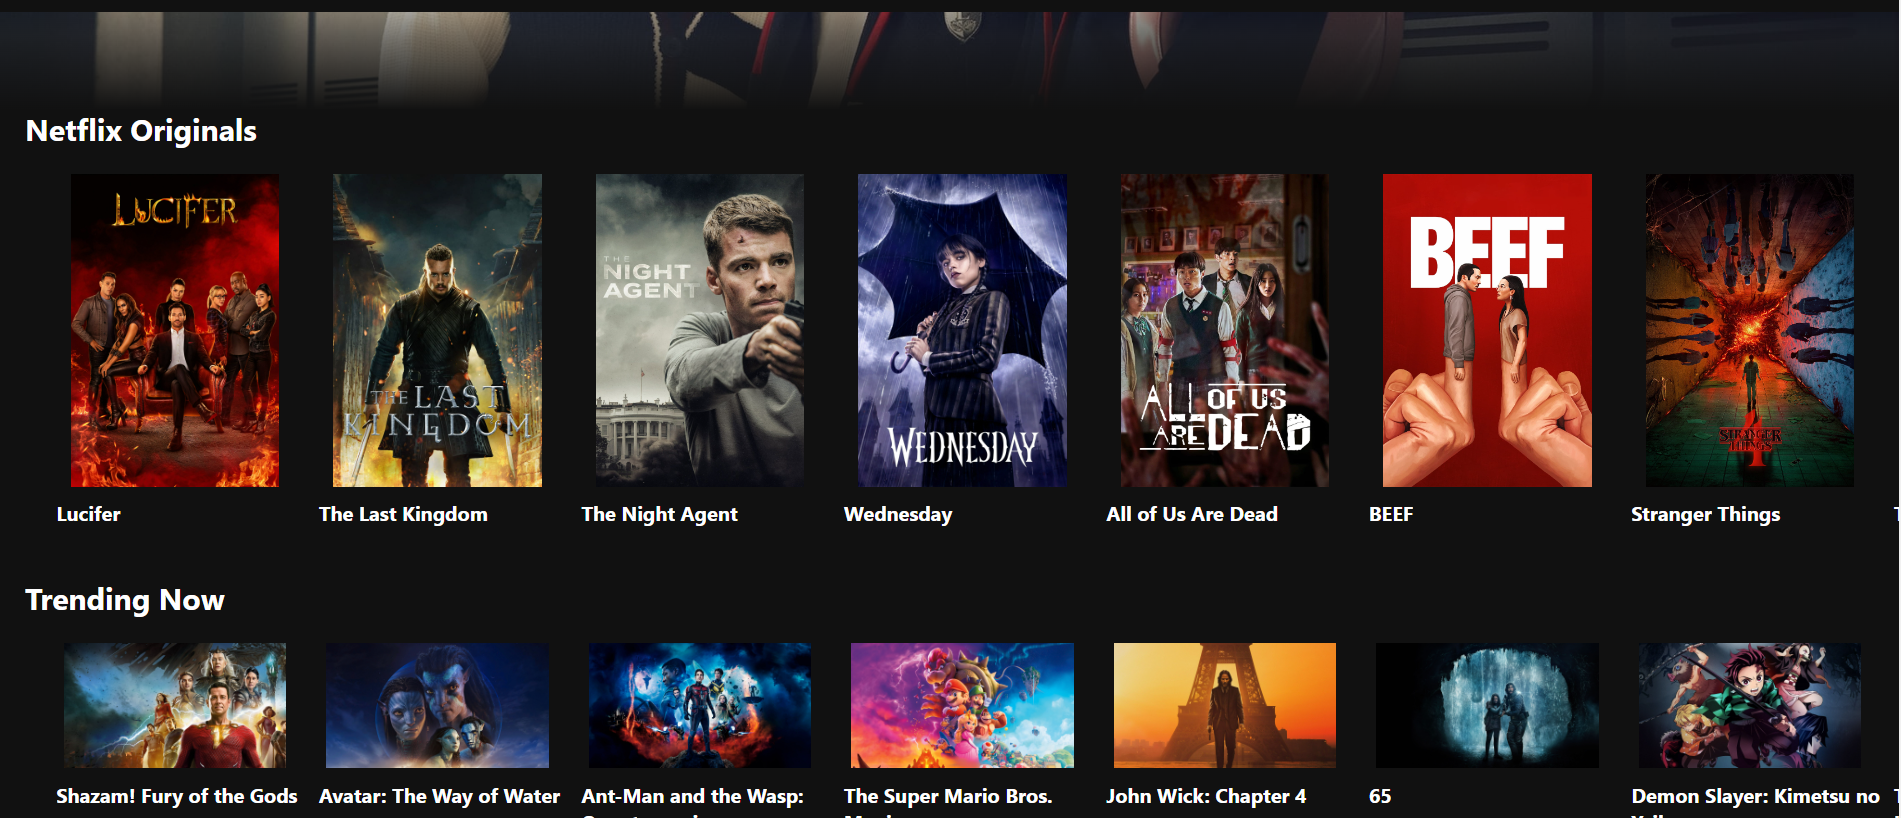 Netflix Originals
LUCIFER
THE LAST
KINGDOM
THE
NIGHT
AGENT
WEDNESDAY
ALL OF US
ARE DEAD
BEEF
STRANGER
THINGS
4
Lucifer
The Last Kingdom
The Night Agent
Wednesday
All of Us Are Dead
BEEF
Stranger Things
Trending Now
Shazam! Fury of the Gods
Avatar: The Way of Water
Ant-Man and the Wasp:
The Super Mario Bros.
John Wick: Chapter 4
65
Demon Slayer: Kimetsu no